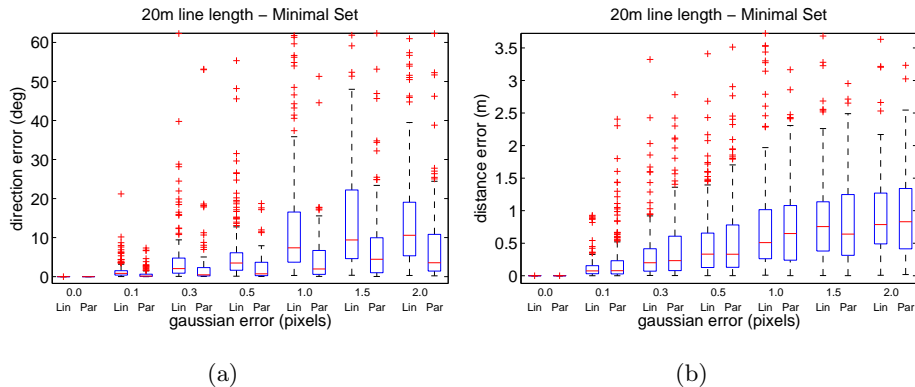 20m line length – Minimal Set
direction error (deg)
60
50
40
30
20
10
0
0.0 0.1 0.3 0.5 1.0 1.5 2.0
Lin Par Lin Par Lin Par Lin Par Lin Par Lin Par Lin Par
gaussian error (pixels)
(a)
20m line length – Minimal Set
distance error (m)
3.5
3
2.5
2
1.5
1
0.5
0
0.0 0.1 0.3 0.5 1.0 1.5 2.0
Lin Par Lin Par Lin Par Lin Par Lin Par Lin Par Lin Par
gaussian error (pixels)
(b)